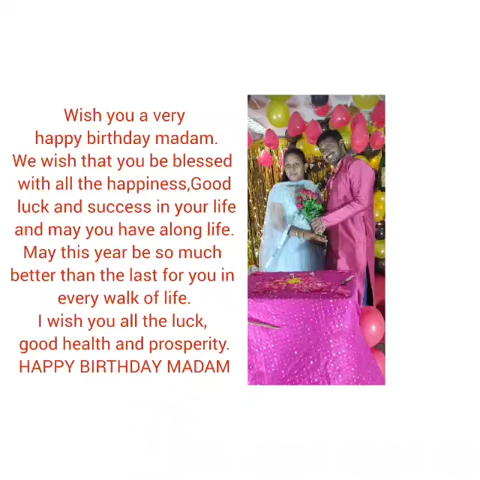 Wish you a very
happy birthday madam.
We wish that you be blessed
with all the happiness,Good
luck and success in your life
and may you have along life.
May this year be so much
better than the last for you in
every walk of life.
I wish you all the luck,
good health and prosperity.
HAPPY BIRTHDAY MADAM